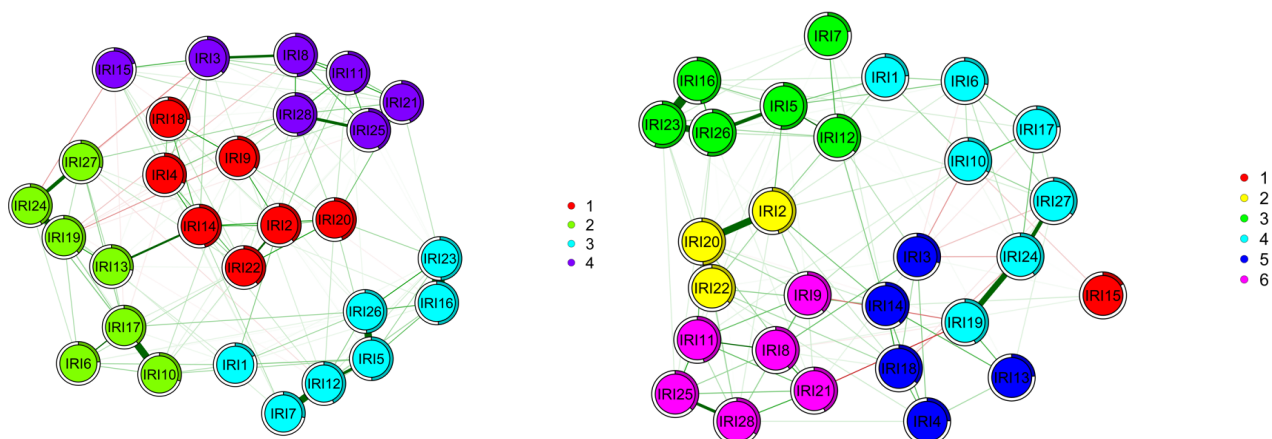 IRI15
IRI3
IRI8
IRI11
IRI21
IRI28
IRI25
IRI18
IRI9
IRI27
IRI4
IRI24
IRI19
IRI14
IRI2
IRI20
IRI13
IRI22
IRI23
IRI16
IRI26
IRI17
IRI6
IRI10
IRI1
IRI5
IRI12
IRI7
1
2
3
4
IRI7
IRI16
IRI1
IRI6
IRI23
IRI26
IRI5
IRI12
IRI17
IRI10
IRI27
IRI2
IRI20
IRI22
IRI3
IRI24
IRI9
IRI14
IRI19
IRI15
IRI11
IRI8
IRI18
IRI13
IRI25
IRI21
IRI28
IRI4
1
2
3
4
5
6